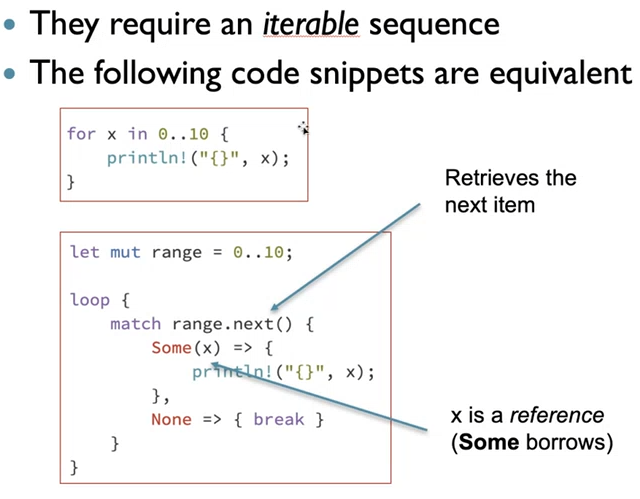 • They require an iterable sequence
• The following code snippets are equivalent
for x in 0..10 {
    println!("{}", x);
}
Retrieves the
next item
let mut range = 0..10;
loop {
    match range.next() {
        Some(x) => {
            println!("{}", x);
        },
        None => { break }
    }
}
x is a reference
(Some borrows)